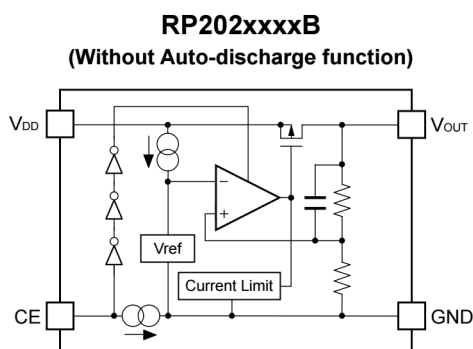 RP202xxxxB
(Without Auto-discharge function)
VDD
VOUT
−
+
Vref
Current Limit
CE
GND